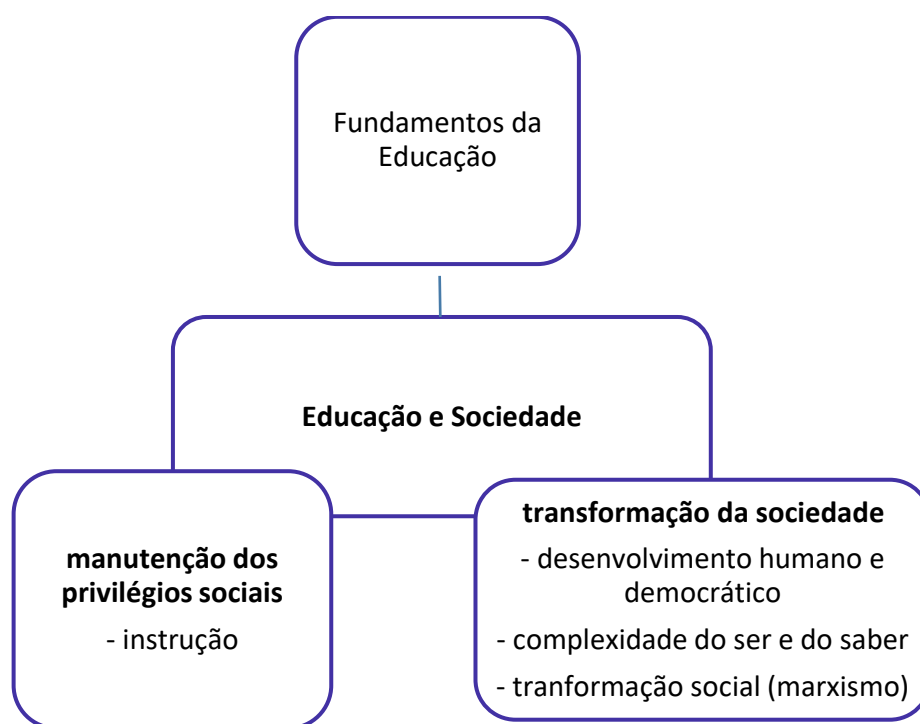 Fundamentos da
Educação
Educação e Sociedade
manutenção dos
privilégios sociais
- instrução
transformação da sociedade
- desenvolvimento humano e
democrático
- complexidade do ser e do saber
- tranformação social (marxismo)